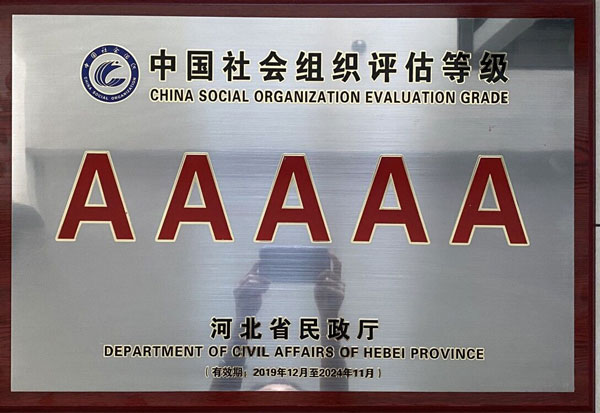 中国社会组织评估等级
CHINA SOCIAL ORGANIZATION EVALUATION GRADE
AAAAA
河北省民政厅
DEPARTMENT OF CIVIL AFFAIRS OF HEBEI PROVINCE
（有效期：2019年12月至2024年11月）